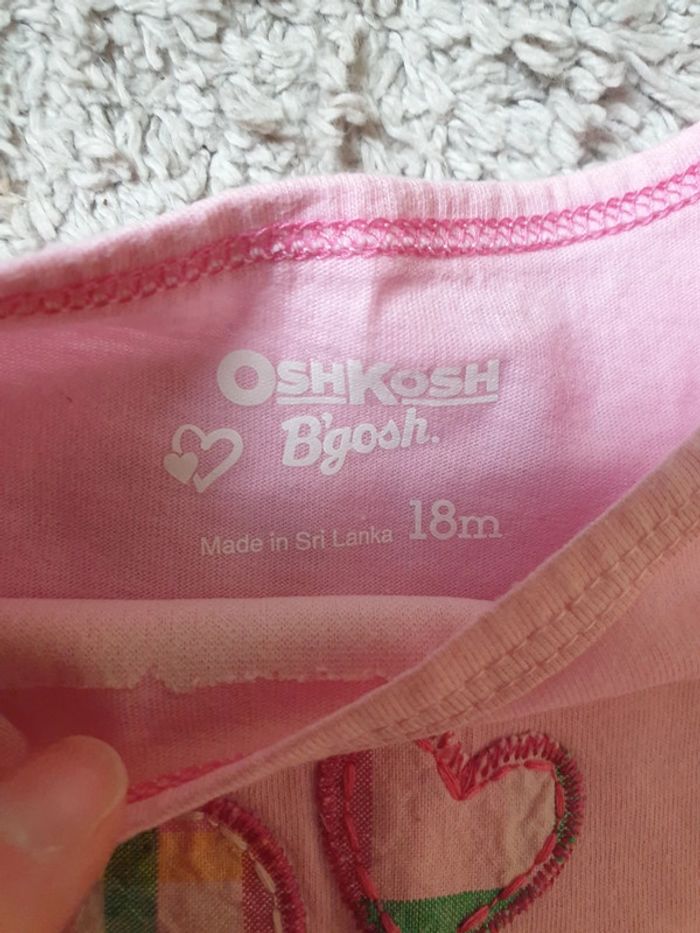 OSHKOSH
B'gosh.
Made in Sri Lanka 18m